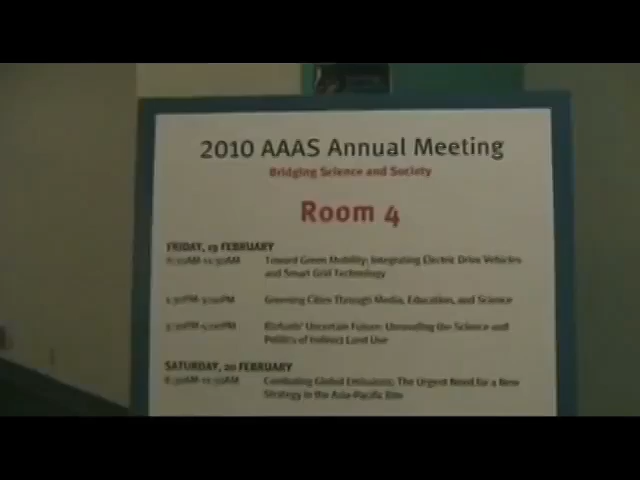 2010 AAAS Annual Meeting
Bridging Science and Society
Room 4
FRIDAY, 19 FEBRUARY
Toward Green Mobility: Integrating Electric Drive Vehicles
and Smart Grid Technology
Greening Cities Through Media, Education, and Science
Biofuels' Uncertain Future: Unraveling the Science and
Politics of Indirect Land Use
SATURDAY, 20 FEBRUARY
Combating Global Emissions: The Urgent Need for a New
Strategy in the Asia-Pacific Rim